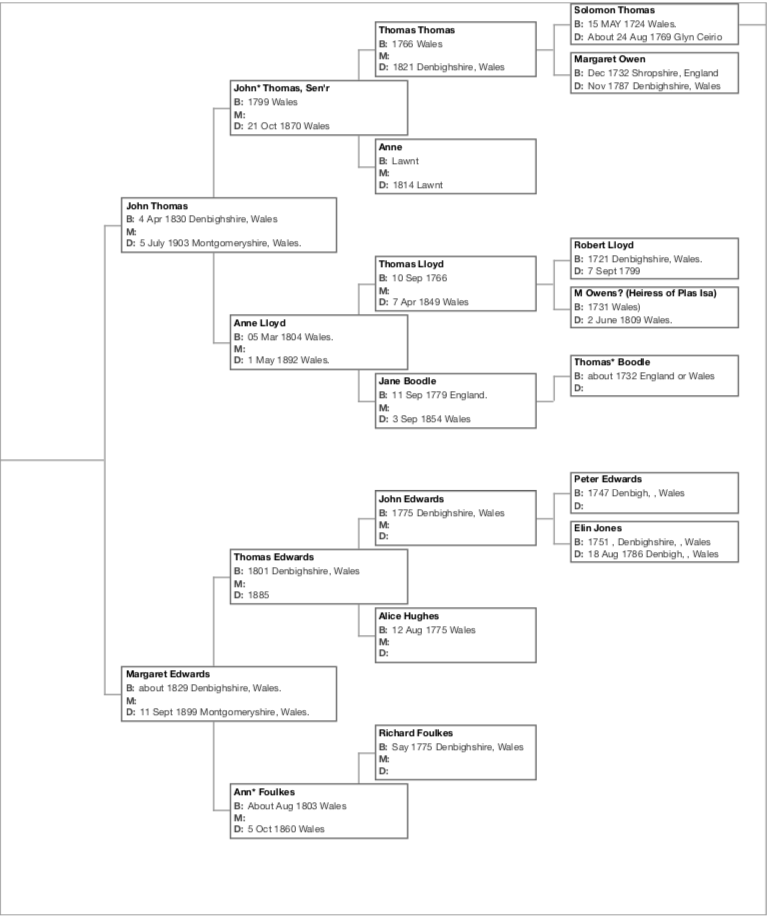 Solomon Thomas
B: 15 MAY 1724 Wales.
D: About 24 Aug 1769 Glyn Ceirio
Thomas Thomas
B: 1766 Wales
M:
D: 1821 Denbighshire, Wales
Margaret Owen
B: Dec 1732 Shropshire, England
D: Nov 1787 Denbighshire, Wales
John* Thomas, Sen'r
B: 1799 Wales
M:
D: 21 Oct 1870 Wales
Anne
B: Lawnt
M:
D: 1814 Lawnt
John Thomas
B: 4 Apr 1830 Denbighshire, Wales
M:
D: 5 July 1903 Montgomeryshire, Wales.
Robert Lloyd
B: 1721 Denbighshire, Wales.
D: 7 Sept 1799
Thomas Lloyd
B: 10 Sep 1766
M:
D: 7 Apr 1849 Wales
M Owens? (Heiress of Plas Isa)
B: 1731 Wales)
D: 2 June 1809 Wales.
Anne Lloyd
B: 05 Mar 1804 Wales.
M:
D: 1 May 1892 Wales.
Thomas* Boodle
B: about 1732 England or Wales
D:
Jane Boodle
B: 11 Sep 1779 England.
M:
D: 3 Sep 1854 Wales
Peter Edwards
B: 1747 Denbigh, , Wales
D:
John Edwards
B: 1775 Denbighshire, Wales
M:
D:
Elin Jones
B: 1751 , Denbighshire, , Wales
D: 18 Aug 1786 Denbigh, , Wales
Thomas Edwards
B: 1801 Denbighshire, Wales
M:
D: 1885
Alice Hughes
B: 12 Aug 1775 Wales
M:
D:
Margaret Edwards
B: about 1829 Denbighshire, Wales.
M:
D: 11 Sept 1899 Montgomeryshire, Wales.
Richard Foulkes
B: Say 1775 Denbighshire, Wales
M:
D:
Ann* Foulkes
B: About Aug 1803 Wales
M:
D: 5 Oct 1860 Wales